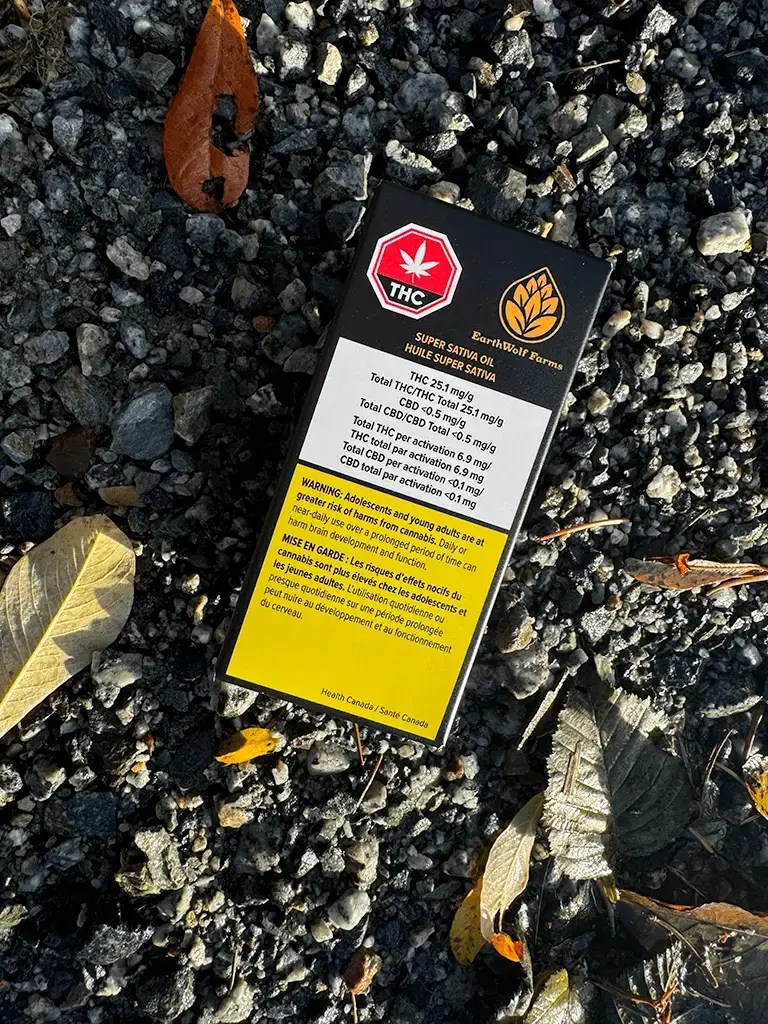 THC
EarthWolf Farms
SUPER SATIVA OIL
HUILE SUPER SATIVA
THC 25.1 mg/g
Total THC/THC Total 25.1 mg/g
CBD <0.5 mg/g
Total CBD/CBD Total <0.5 mg/g
Total THC per activation 6.9 mg/
THC total par activation 6.9 mg
Total CBD per activation <0.1 mg/
CBD total par activation <0.1 mg
WARNING: Adolescents and young adults are at
greater risk of harms from cannabis. Daily or
near-daily use over a prolonged period of time can
harm brain development and function.
MISE EN GARDE : Les risques d'effets nocifs du
cannabis sont plus élevés chez les adolescents et
les jeunes adultes. L'utilisation quotidienne ou
presque quotidienne sur une période prolongée
peut nuire au développement et au fonctionnement
du cerveau.
Health Canada / Santé Canada